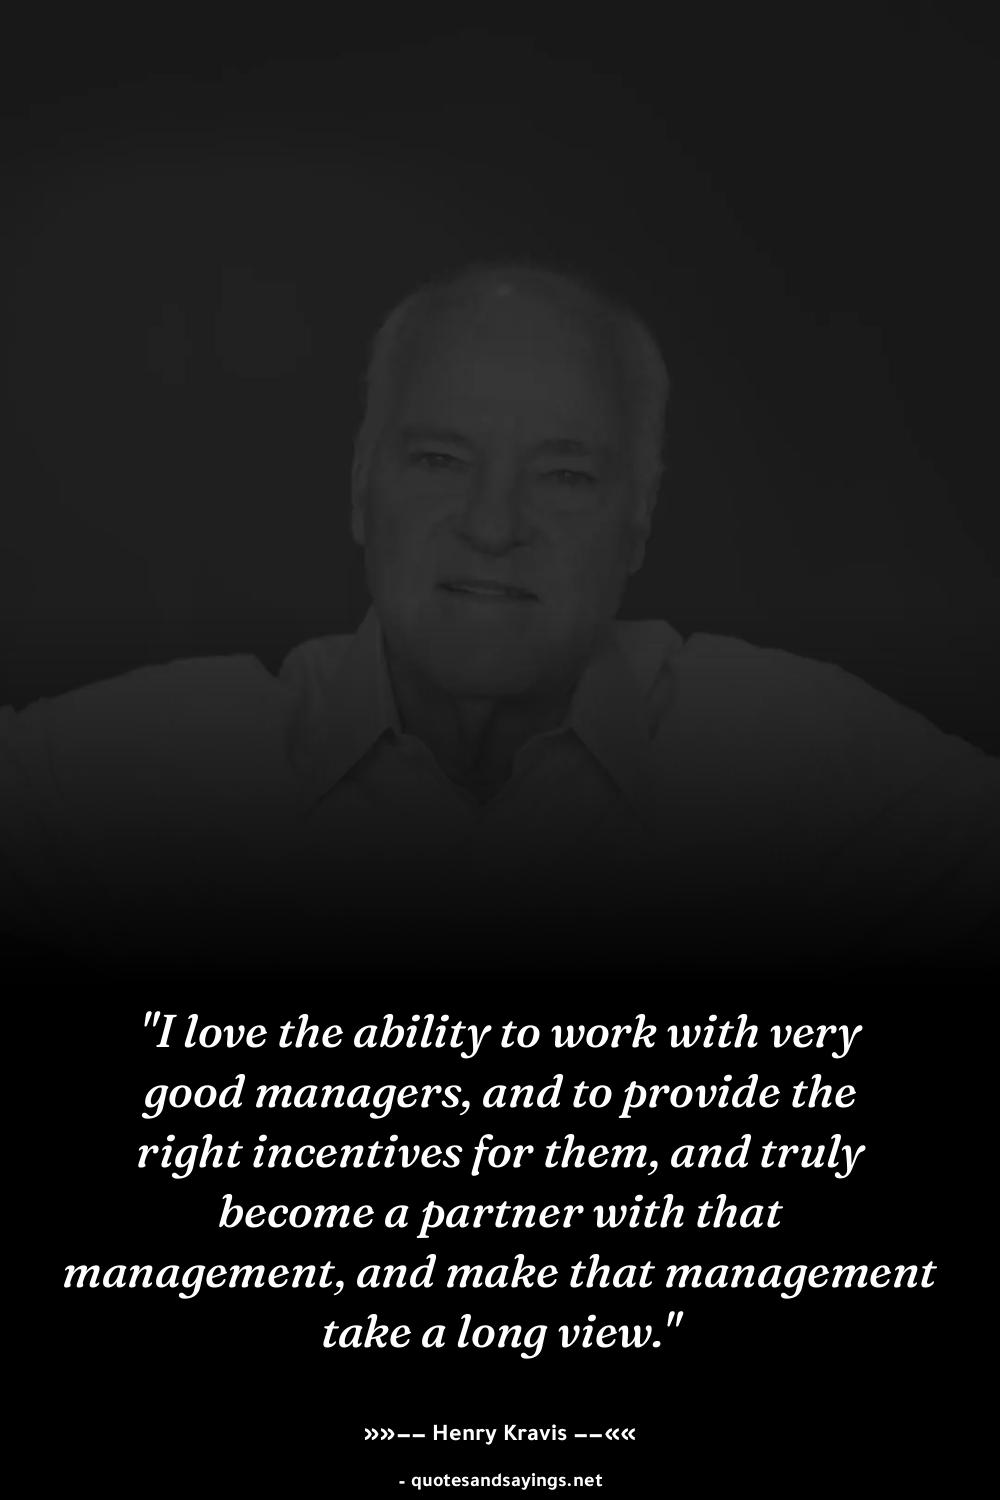 "I love the ability to work with very
good managers, and to provide the
right incentives for them, and truly
become a partner with that
management, and make that management
take a long view."
»»−− Henry Kravis −−««
- quotesandsayings.net